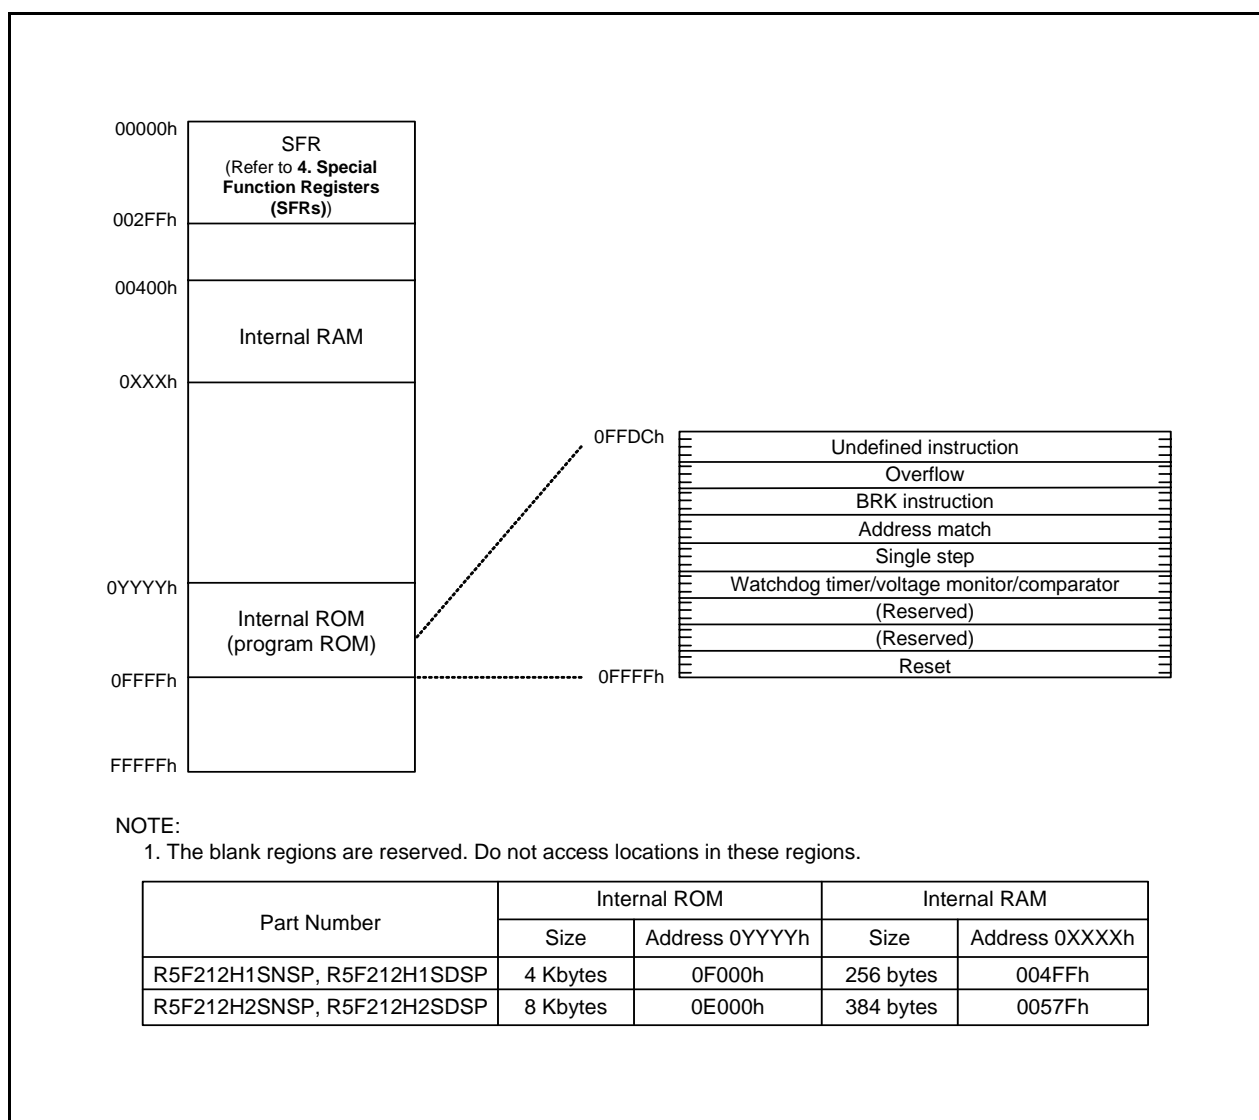 00000h
SFR
(Refer to 4. Special
Function Registers
(SFRs))
002FFh
00400h
Internal RAM
0XXXh
0YYYYh
Internal ROM
(program ROM)
0FFFFh
FFFFFh
0FFDCh
Undefined instruction
Overflow
BRK instruction
Address match
Single step
Watchdog timer/voltage monitor/comparator
(Reserved)
(Reserved)
Reset
0FFFFh
NOTE:
1. The blank regions are reserved. Do not access locations in these regions.
Part Number Internal ROM Internal RAM
Size Address 0YYYYh Size Address 0XXXXh
R5F212H1SNSP, R5F212H1SDSP 4 Kbytes 0F000h 256 bytes 004FFh
R5F212H2SNSP, R5F212H2SDSP 8 Kbytes 0E000h 384 bytes 0057Fh